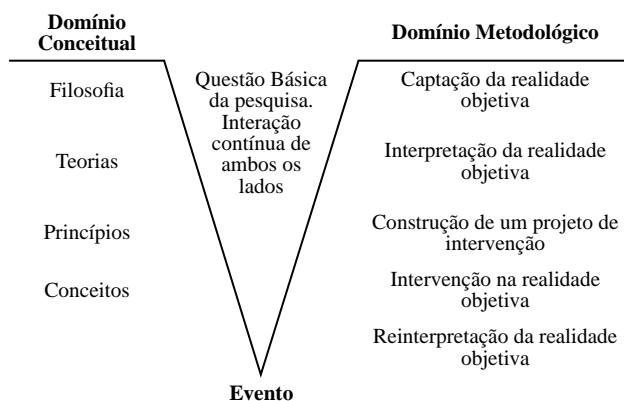 Domínio
Conceitual
Filosofia
Teorias
Princípios
Conceitos
Questão Básica
da pesquisa.
Interação
contínua de
ambos os
lados
Domínio Metodológico
Captação da realidade
objetiva
Interpretação da realidade
objetiva
Construção de um projeto de
intervenção
Intervenção na realidade
objetiva
Reinterpretação da realidade
objetiva
Evento